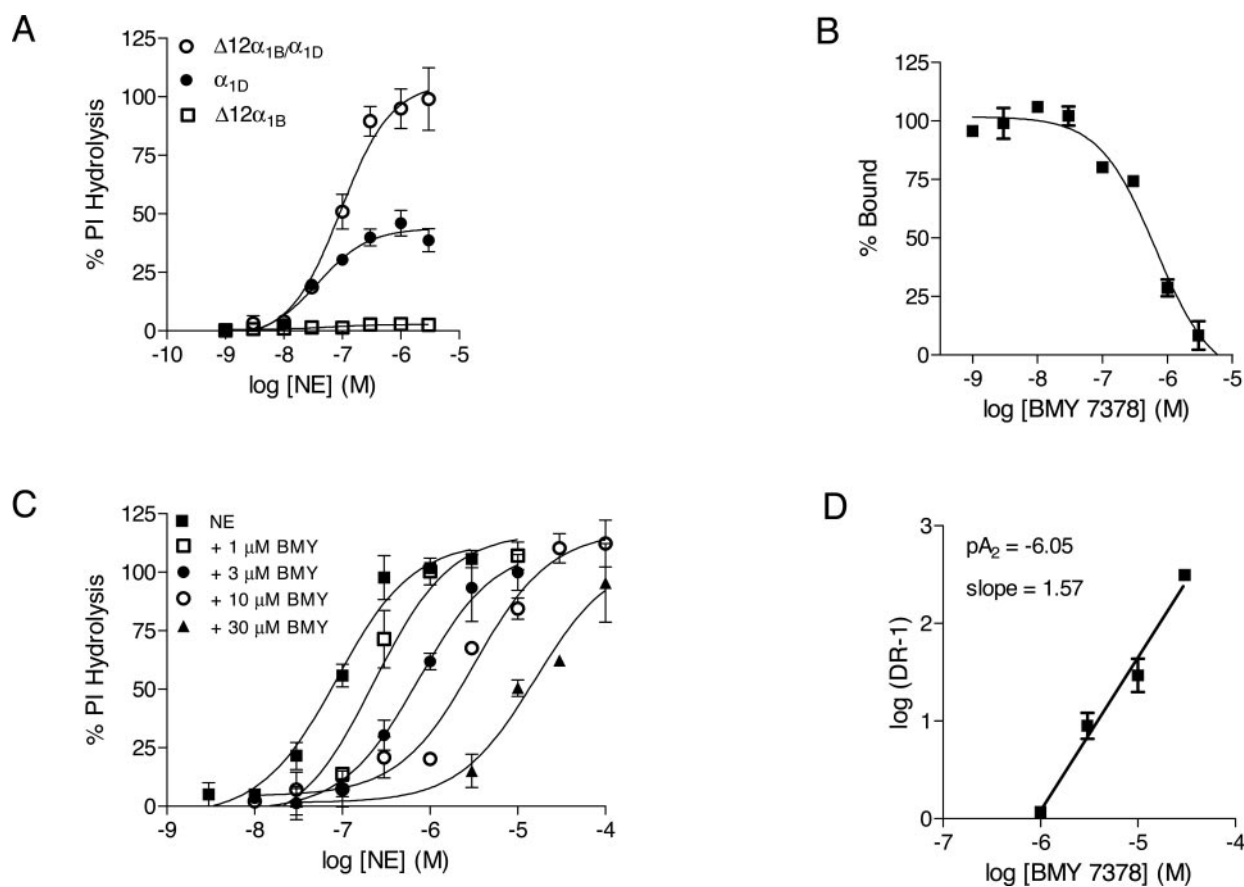 A
125
100
75
50
25
0
% PI Hydrolysis
Δ12α1B/α1D
α1D
Δ12α1B
-10 -9 -8 -7 -6 -5
log [NE] (M)
B
125
100
75
50
25
0
% Bound
-9 -8 -7 -6 -5
log [BMY 7378] (M)
C
125
100
75
50
25
0
% PI Hydrolysis
NE
+ 1 μM BMY
+ 3 μM BMY
+ 10 μM BMY
+ 30 μM BMY
-9 -8 -7 -6 -5 -4
log [NE] (M)
D
3
2
1
0
log (DR-1)
pA2 = -6.05
slope = 1.57
-7 -6 -5 -4
log [BMY 7378] (M)